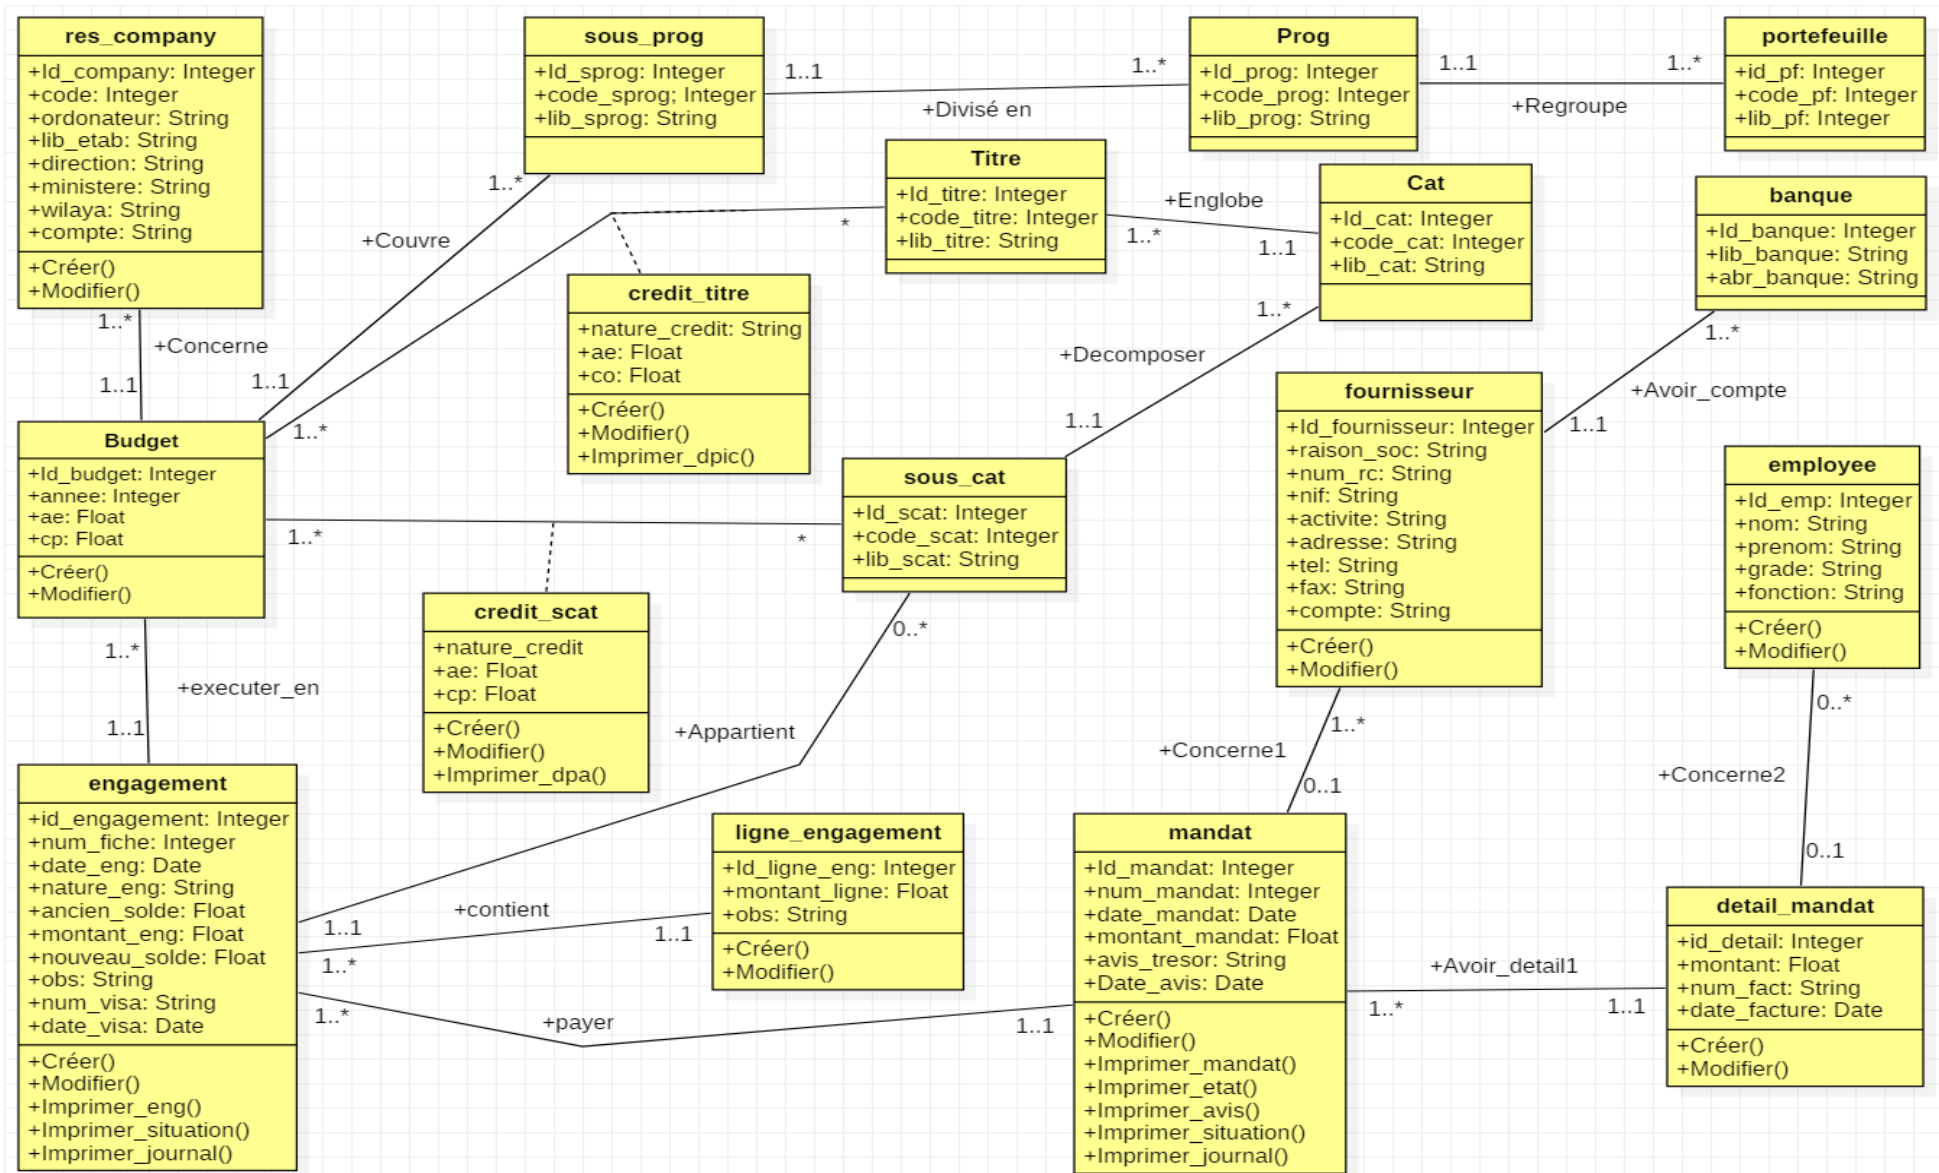 res_company
+Id_company: Integer
+code: Integer
+ordonateur: String
+lib_etab: String
+direction: String
+ministere: String
+wilaya: String
+compte: String
+Créer()
+Modifier()
sous_prog
+Id_sprog: Integer
+code_sprog; Integer
+lib_sprog: String
1..1
1..*
+Divisé en
Prog
+Id_prog: Integer
+code_prog: Integer
+lib_prog: String
1..1
1..*
+Regroupe
portefeuille
+id_pf: Integer
+code_pf: Integer
+lib_pf: Integer
Titre
+Id_titre: Integer
+code_titre: Integer
+lib_titre: String
+Englobe
1..*
1..1
Cat
+Id_cat: Integer
+code_cat: Integer
+lib_cat: String
banque
+Id_banque: Integer
+lib_banque: String
+abr_banque: String
1..*
+Couvre
1..1
*
1..*
1..*
+Concerne
1..1
credit_titre
+nature_credit: String
+ae: Float
+co: Float
+Créer()
+Modifier()
+Imprimer_dpic()
1..*
+Decomposer
1..1
1..*
+Avoir_compte
1..1
fournisseur
+Id_fournisseur: Integer
+raison_soc: String
+num_rc: String
+nif: String
+activite: String
+adresse: String
+tel: String
+fax: String
+compte: String
+Créer()
+Modifier()
Budget
+Id_budget: Integer
+annee: Integer
+ae: Float
+cp: Float
+Créer()
+Modifier()
1..*
*
sous_cat
+Id_scat: Integer
+code_scat: Integer
+lib_scat: String
employee
+Id_emp: Integer
+nom: String
+prenom: String
+grade: String
+fonction: String
+Créer()
+Modifier()
credit_scat
+nature_credit
+ae: Float
+cp: Float
+Créer()
+Modifier()
+Imprimer_dpa()
1..*
+executer_en
1..1
0..*
+Appartient
1..1
1..*
+Concerne1
0..1
0..*
+Concerne2
0..1
engagement
+id_engagement: Integer
+num_fiche: Integer
+date_eng: Date
+nature_eng: String
+ancien_solde: Float
+montant_eng: Float
+nouveau_solde: Float
+obs: String
+num_visa: String
+date_visa: Date
+Créer()
+Modifier()
+Imprimer_eng()
+Imprimer_situation()
+Imprimer_journal()
+contient
1..*
1..1
ligne_engagement
+Id_ligne_eng: Integer
+montant_ligne: Float
+obs: String
+Créer()
+Modifier()
1..*
+payer
1..1
mandat
+Id_mandat: Integer
+num_mandat: Integer
+date_mandat: Date
+montant_mandat: Float
+avis_tresor: String
+Date_avis: Date
+Créer()
+Modifier()
+Imprimer_mandat()
+Imprimer_etat()
+Imprimer_avis()
+Imprimer_situation()
+Imprimer_journal()
+Avoir_detail1
1..*
1..1
detail_mandat
+id_detail: Integer
+montant: Float
+num_fact: String
+date_facture: Date
+Créer()
+Modifier()